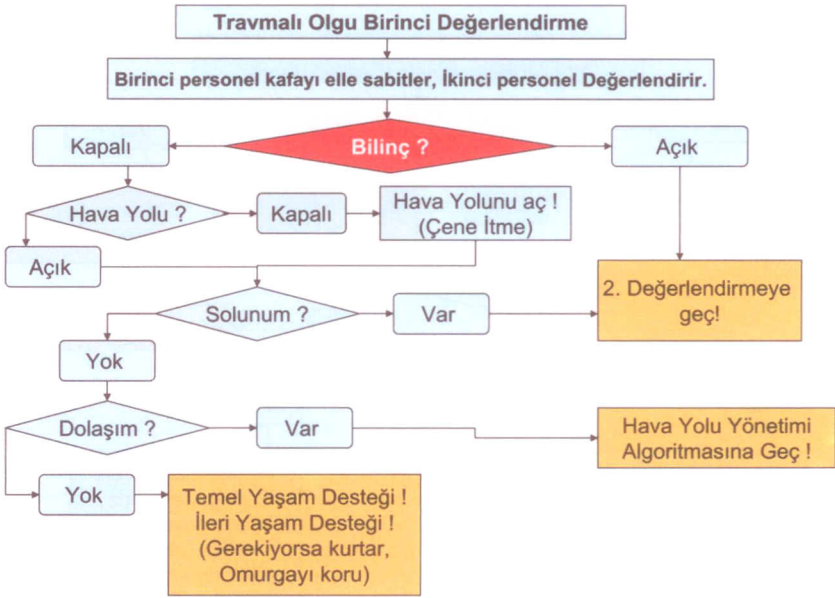 Travmalı Olgu Birinci Değerlendirme
Birinci personel kafayı elle sabitler, İkinci personel Değerlendirir.
Kapalı
Bilinç ?
Açık
Hava Yolu ?
Kapalı
Hava Yolunu aç !
(Çene İtme)
Açık
Solunum ?
Var
2. Değerlendirmeye
geç!
Yok
Dolaşım ?
Var
Hava Yolu Yönetimi
Algoritmasına Geç !
Yok
Temel Yaşam Desteği !
İleri Yaşam Desteği !
(Gerekiyorsa kurtar,
Omurgayı koru)